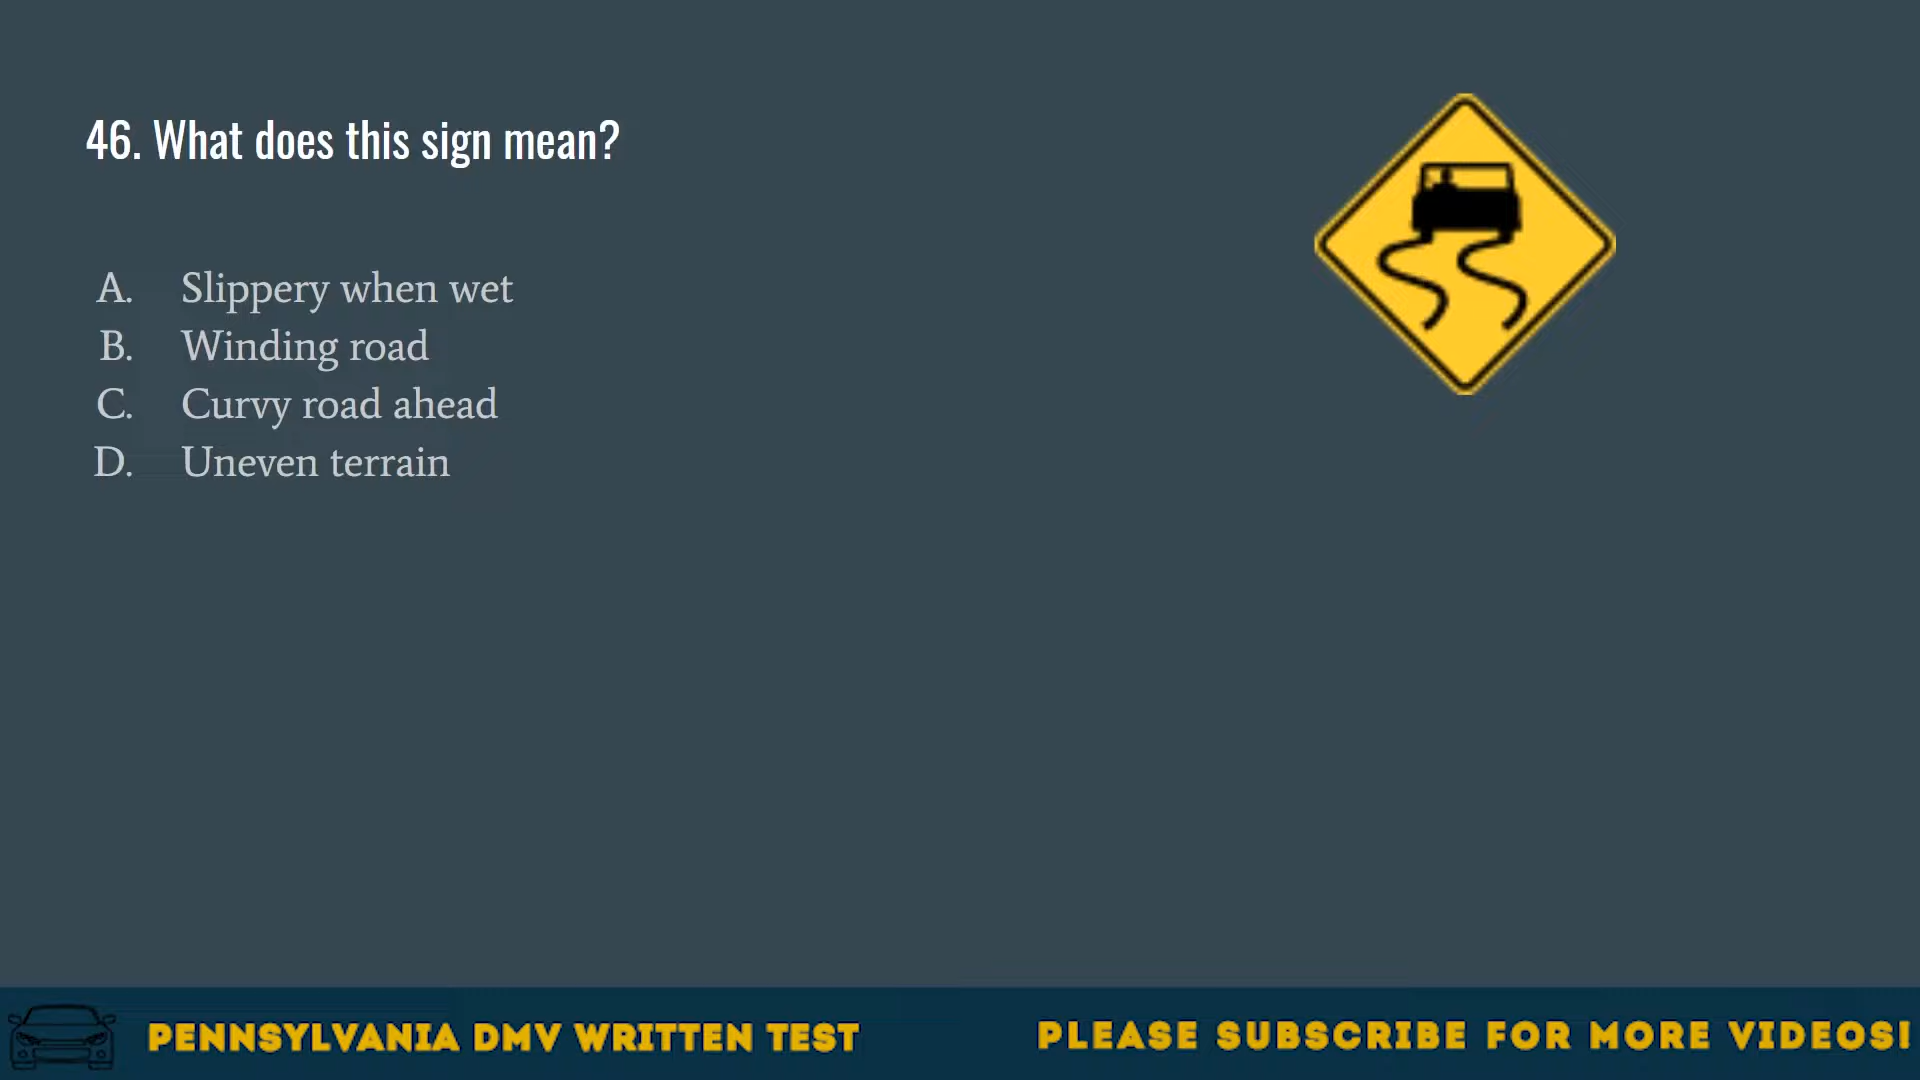 46. What does this sign mean?
A. Slippery when wet
B. Winding road
C. Curvy road ahead
D. Uneven terrain
PENNSYLVANIA DMV WRITTEN TEST
PLEASE SUBSCRIBE FOR MORE VIDEOS!